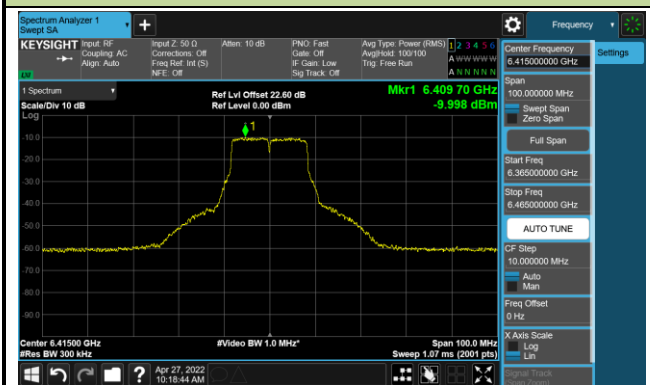 Spectrum Analyzer 1
Swept SA
+
Frequency
KEYSIGHT
Input: RF
Coupling: AC
Align: Auto
Input Z: 50 Ω
Corrections: Off
Freq Ref: Int (S)
NFE: Off
Atten: 10 dB
PNO: Fast
Gate: Off
IF Gain: Low
Sig Track: Off
Avg Type: Power (RMS)
Avg|Hold: 100/100
Trig: Free Run
1 2 3 4 5 6
A W W W W W
A N N N N N
LXI
Center Frequency
6.415000000 GHz
Settings
Span
100.000000 MHz
Swept Span
Zero Span
Full Span
Start Freq
6.365000000 GHz
Stop Freq
6.465000000 GHz
AUTO TUNE
CF Step
10.000000 MHz
Auto
Man
Freq Offset
0 Hz
X Axis Scale
Log
Lin
Signal Track
(Span Zoom)
1 Spectrum
Scale/Div 10 dB
Log
Ref Lvl Offset 22.60 dB
Ref Level 0.00 dBm
Mkr1 6.409 70 GHz
-9.998 dBm
1
-10.0
-20.0
-30.0
-40.0
-50.0
-60.0
-70.0
-80.0
-90.0
Center 6.41500 GHz
#Res BW 300 kHz
#Video BW 1.0 MHz*
Span 100.0 MHz
Sweep 1.07 ms (2001 pts)
?
Apr 27, 2022
10:18:44 AM